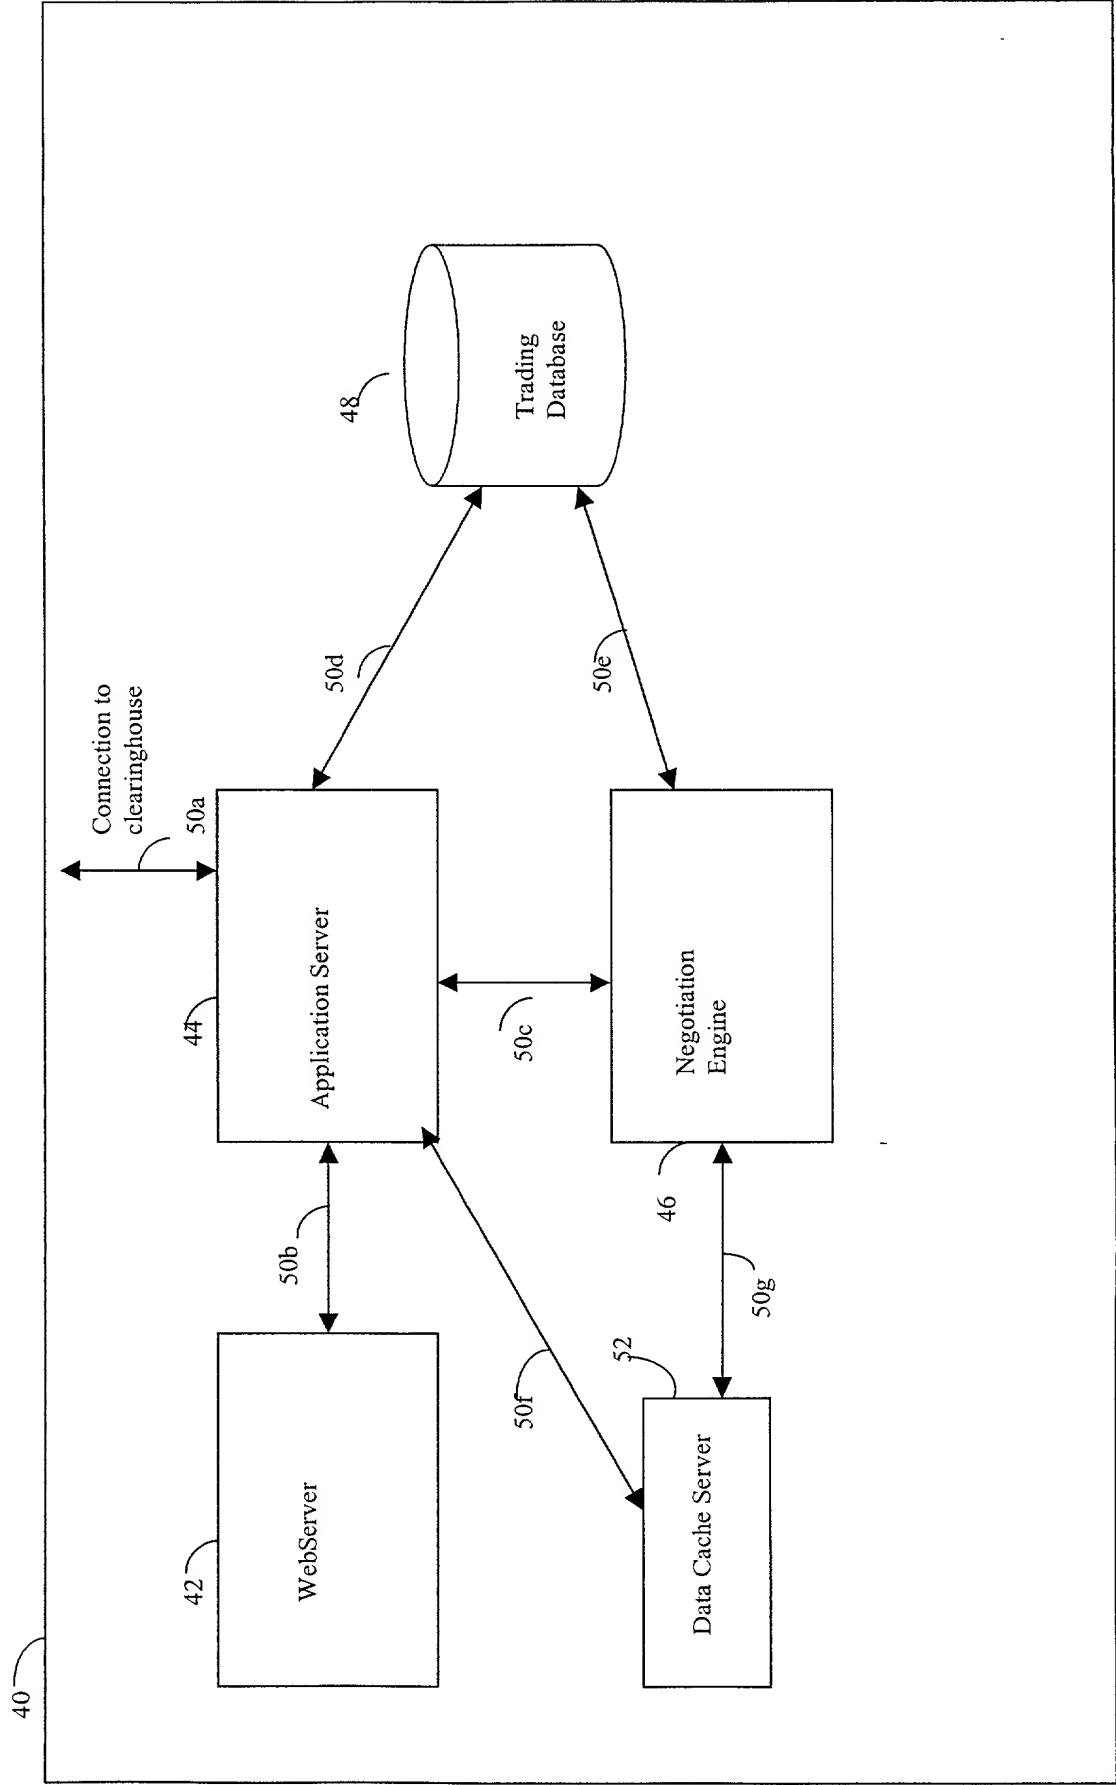 40
42
WebServer
50b
44
Application Server
50a
Connection to
clearinghouse
50d
48
Trading
Database
50f
50c
50e
52
Data Cache Server
50g
46
Negotiation
Engine